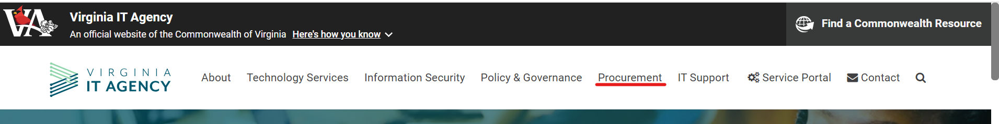 VA
Virginia IT Agency
An official website of the Commonwealth of Virginia Here's how you know
Find a Commonwealth Resource
VIRGINIA
IT AGENCY
About Technology Services Information Security Policy & Governance Procurement IT Support Service Portal Contact